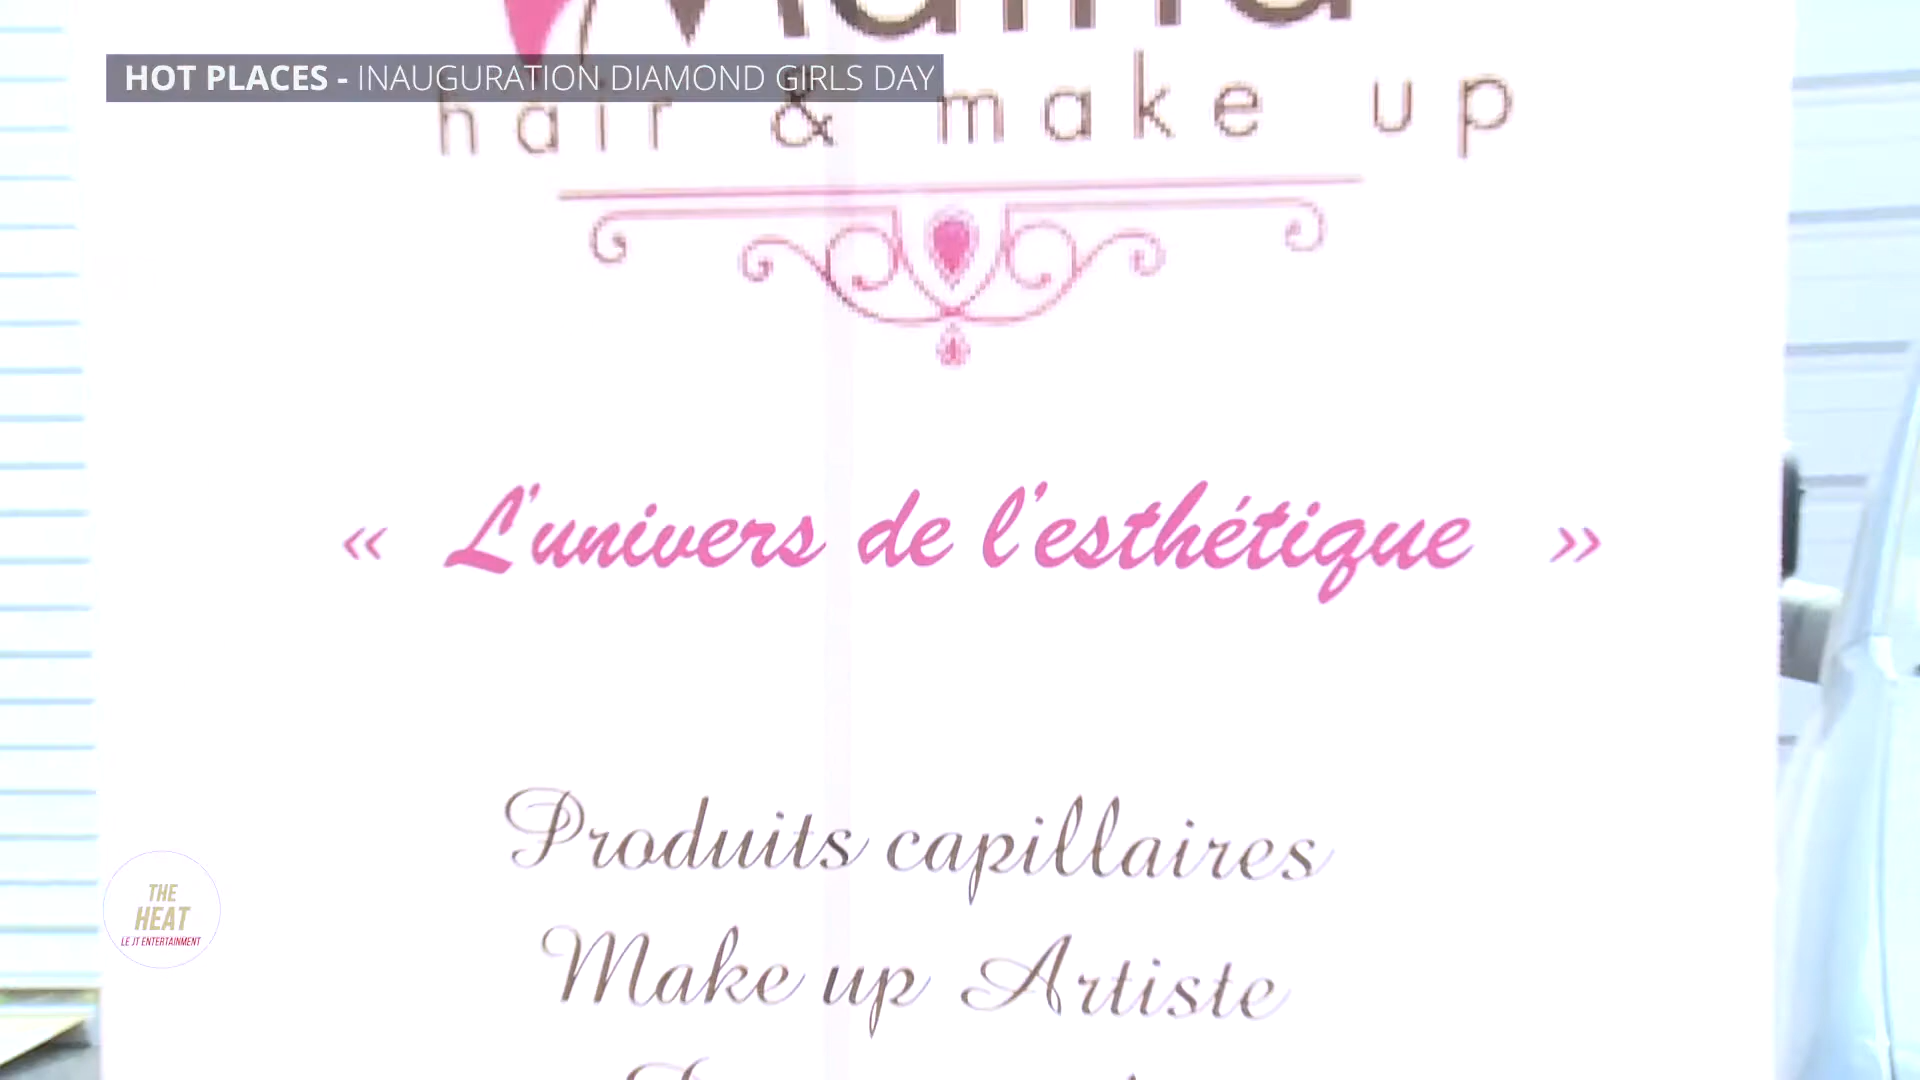 HOT PLACES - INAUGURATION DIAMOND GIRLS DAY
hair & make up
« L'univers de l'esthétique »
Produits capillaires
Make up Artiste
THE
HEAT
LE JT ENTERTAINMENT